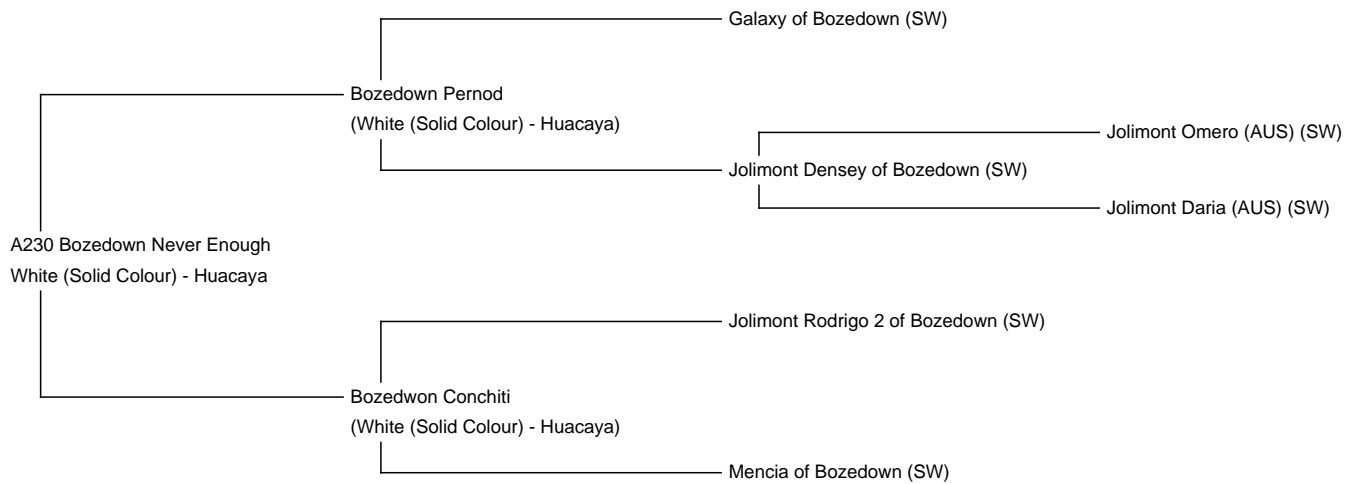 Galaxy of Bozedown (SW)
Bozedown Pernod
(White (Solid Colour) - Huacaya)
Jolimont Omero (AUS) (SW)
Jolimont Densey of Bozedown (SW)
Jolimont Daria (AUS) (SW)
A230 Bozedown Never Enough
White (Solid Colour) - Huacaya
Jolimont Rodrigo 2 of Bozedown (SW)
Bozedwon Conchiti
(White (Solid Colour) - Huacaya)
Mencia of Bozedown (SW)